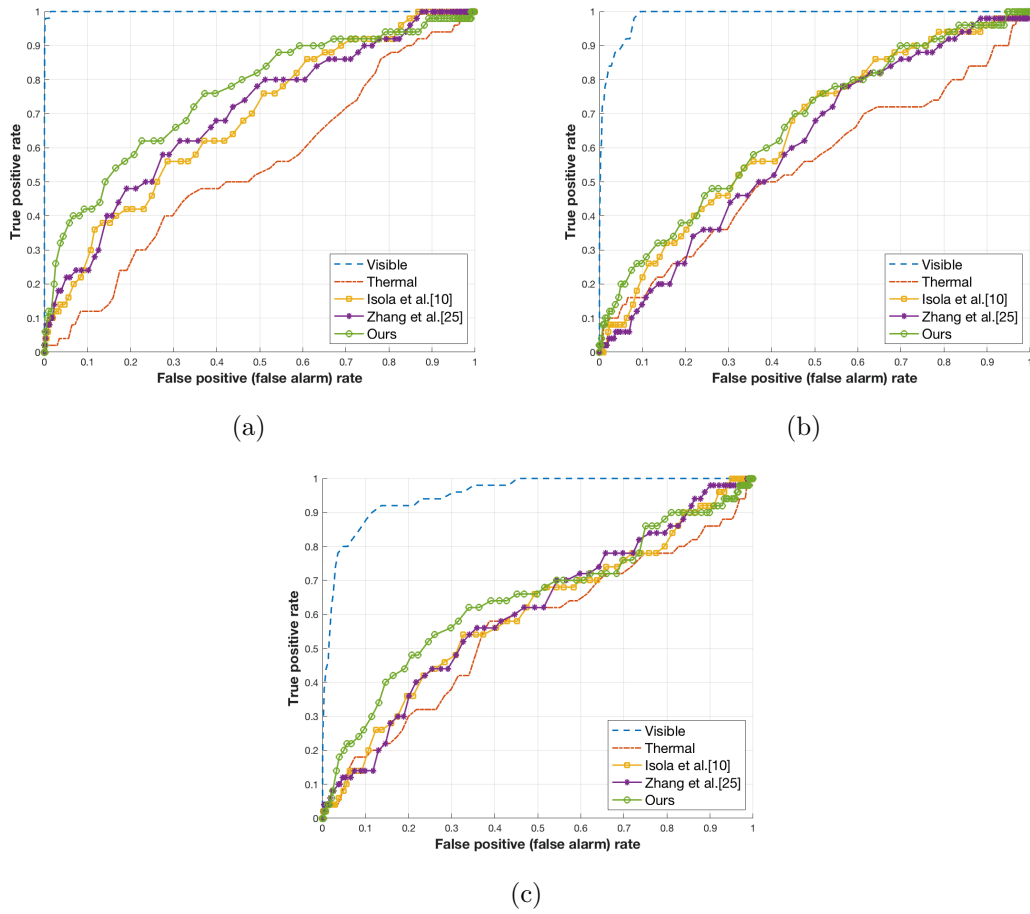 1
0.9
0.8
0.7
0.6
0.5
0.4
0.3
0.2
0.1
0
True positive rate
Visible
Thermal
Isola et al.[10]
Zhang et al.[25]
Ours
0 0.1 0.2 0.3 0.4 0.5 0.6 0.7 0.8 0.9 1
False positive (false alarm) rate
(a)
1
0.9
0.8
0.7
0.6
0.5
0.4
0.3
0.2
0.1
0
True positive rate
Visible
Thermal
Isola et al.[10]
Zhang et al.[25]
Ours
0 0.1 0.2 0.3 0.4 0.5 0.6 0.7 0.8 0.9 1
False positive (false alarm) rate
(b)
1
0.9
0.8
0.7
0.6
0.5
0.4
0.3
0.2
0.1
0
True positive rate
Visible
Thermal
Isola et al.[10]
Zhang et al.[25]
Ours
0 0.1 0.2 0.3 0.4 0.5 0.6 0.7 0.8 0.9 1
False positive (false alarm) rate
(c)